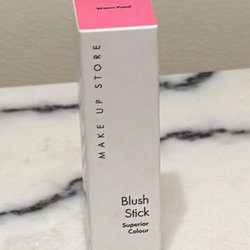 Warm Petal
MAKE UP STORE
Blush
Stick
Superior
Colour